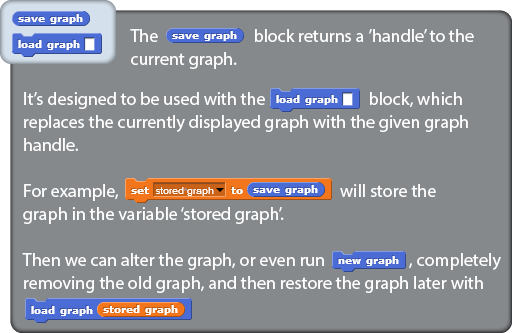 save graph
load graph
The save graph block returns a 'handle' to the
current graph.
It's designed to be used with the load graph block, which
replaces the currently displayed graph with the given graph
handle.
For example, set stored graph to save graph will store the
graph in the variable 'stored graph'.
Then we can alter the graph, or even run new graph, completely
removing the old graph, and then restore the graph later with
load graph stored graph